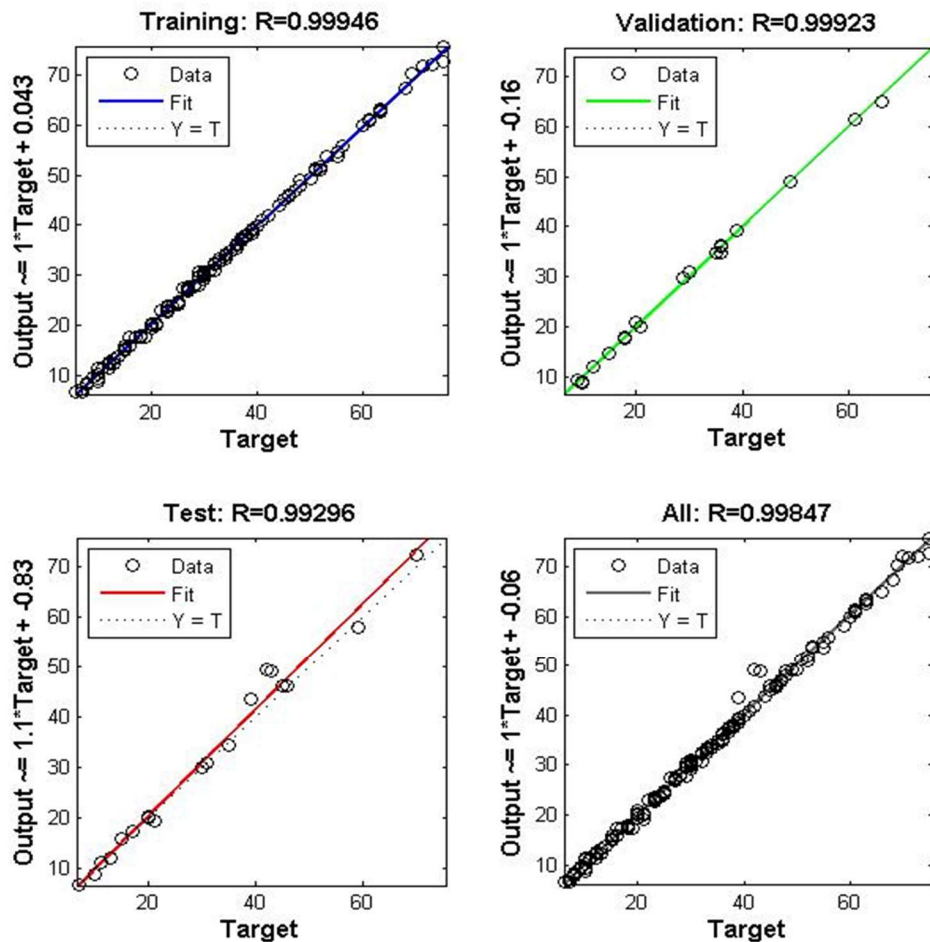 Training: R=0.99946
Output ~= 1*Target + 0.043
70
60
50
40
30
20
10
Data
Fit
Y = T
20
40
60
Target
Validation: R=0.99923
Output ~= 1*Target + -0.16
70
60
50
40
30
20
10
Data
Fit
Y = T
20
40
60
Target
Test: R=0.99296
Output ~= 1.1*Target + -0.83
70
60
50
40
30
20
10
Data
Fit
Y = T
20
40
60
Target
All: R=0.99847
Output ~= 1*Target + -0.06
70
60
50
40
30
20
10
Data
Fit
Y = T
20
40
60
Target